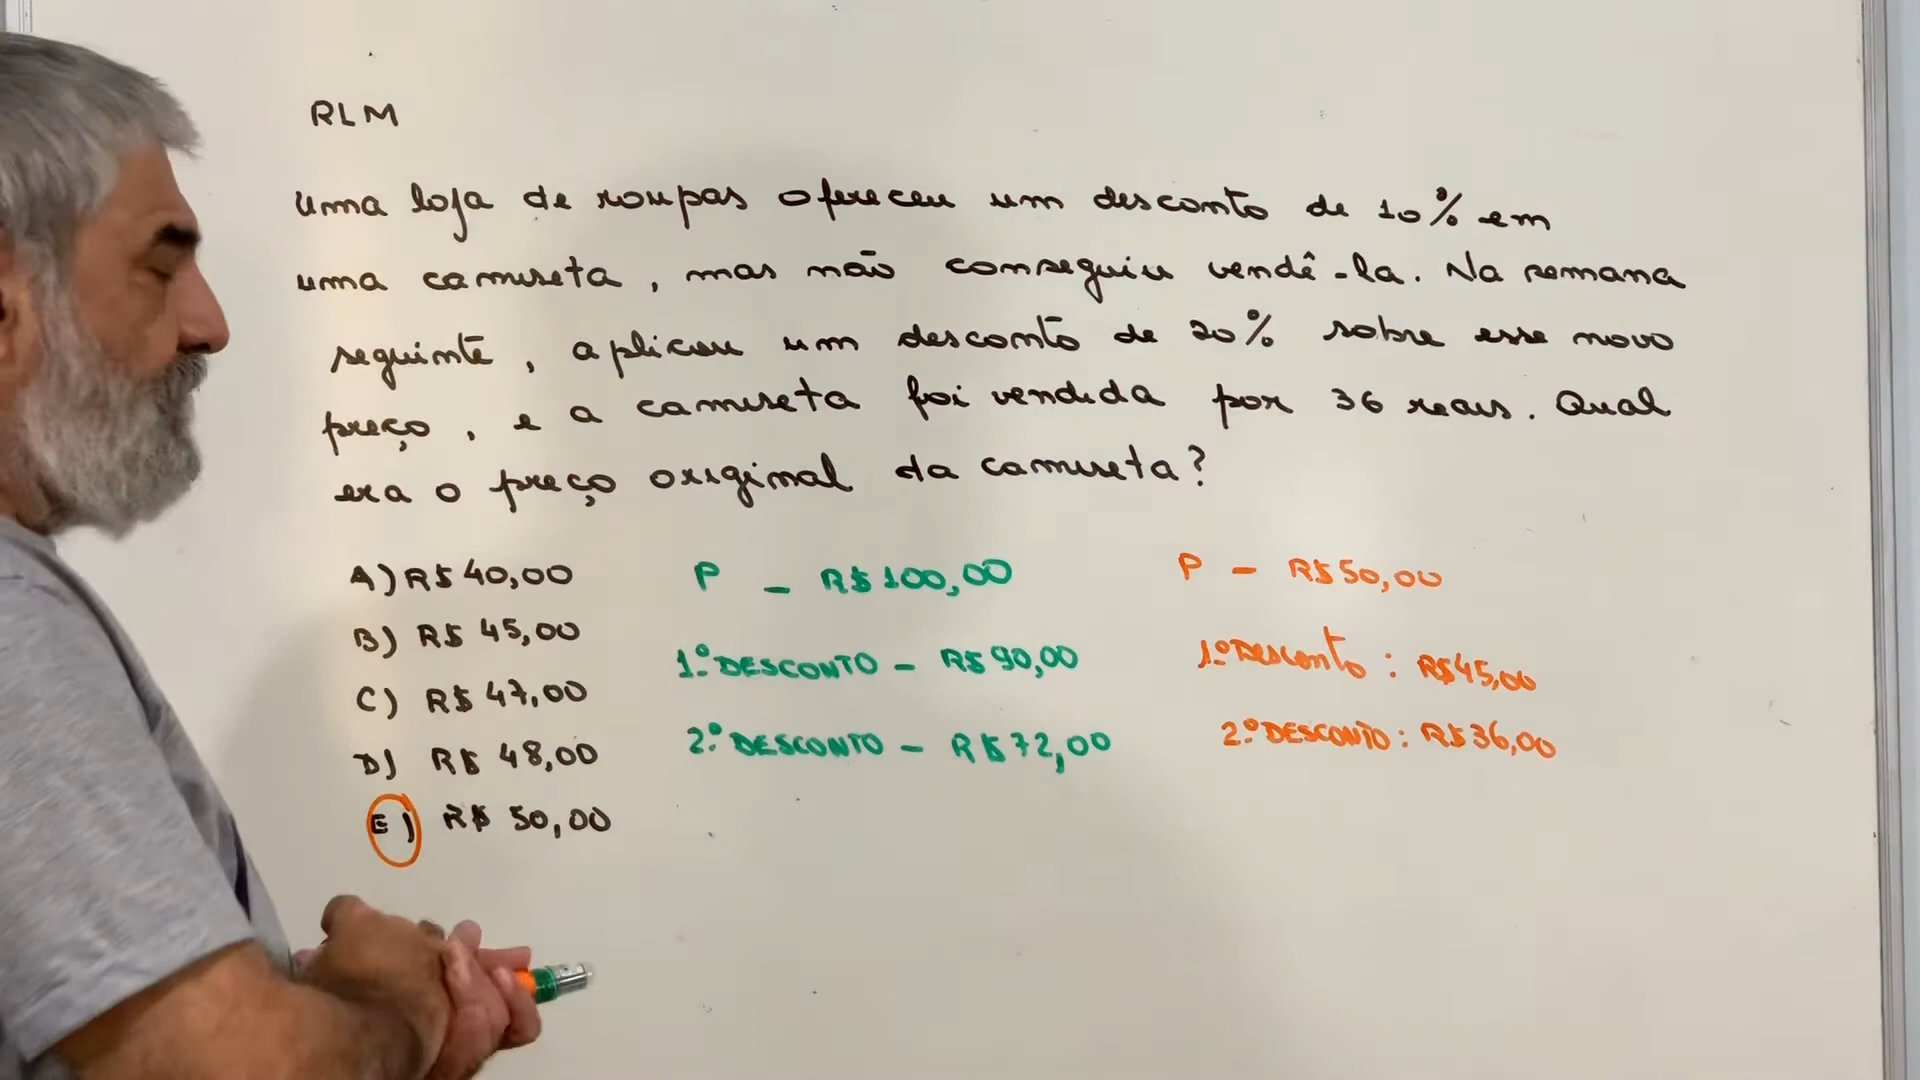 RLM
Uma loja de roupas ofereceu um desconto de 10% em
uma camiseta, mas não conseguiu vendê-la. Na semana
seguinte, aplicou um desconto de 20% sobre esse novo
preço, e a camiseta foi vendida por 36 reais. Qual
era o preço original da camiseta?
A) R$ 40,00
B) R$ 45,00
C) R$ 47,00
D) R$ 48,00
E) R$ 50,00
P - R$ 100,00
1º DESCONTO - R$ 90,00
2º DESCONTO - R$ 72,00
P - R$ 50,00
1º Desconto: R$ 45,00
2º DESCONTO: R$ 36,00